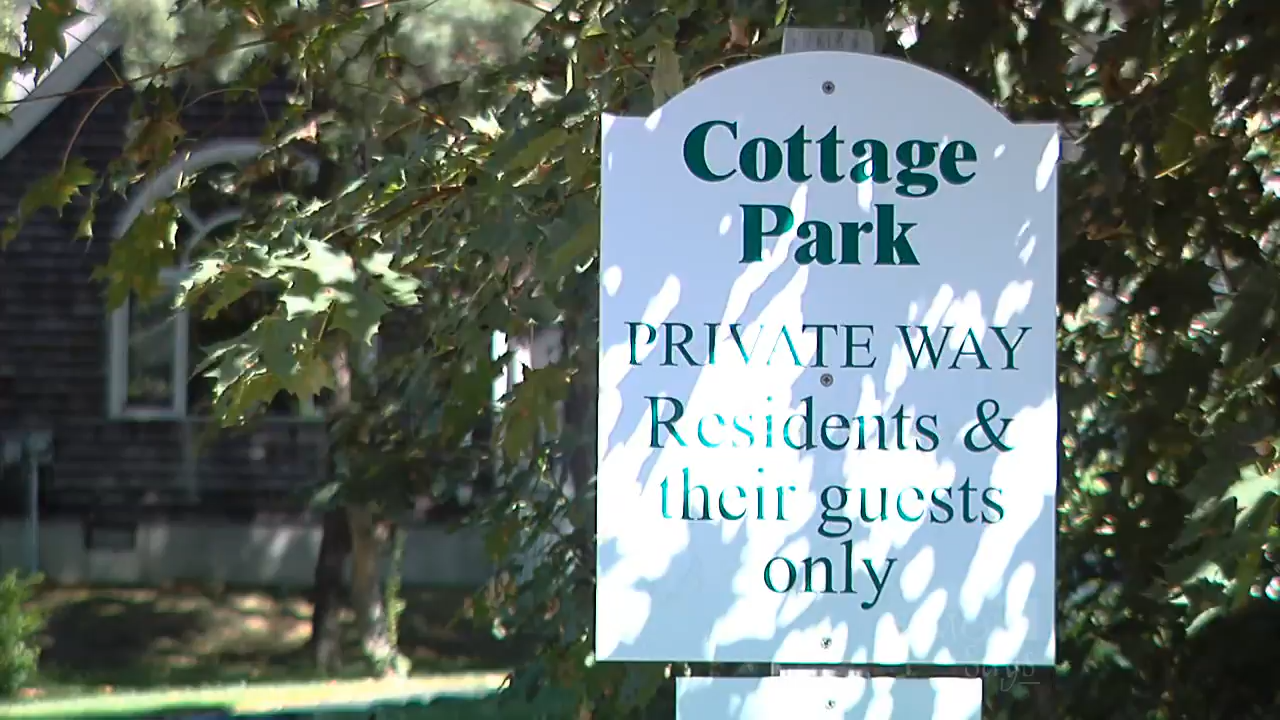 Cottage
Park
PRIVATE WAY
Residents &
their guests
only